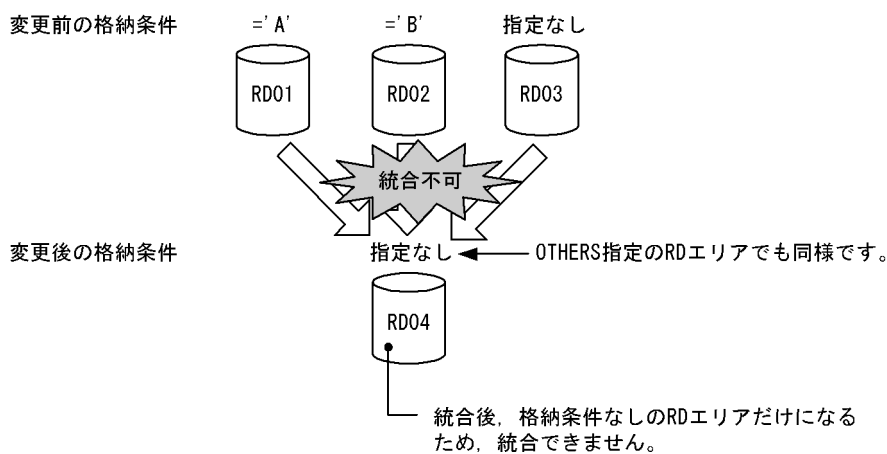 変更前の格納条件 ='A' ='B' 指定なし
RD01 RD02 RD03
統合不可
変更後の格納条件 指定なし OTHERS指定のRDエリアでも同様です。
RD04
統合後，格納条件なしのRDエリアだけになる
ため，統合できません。